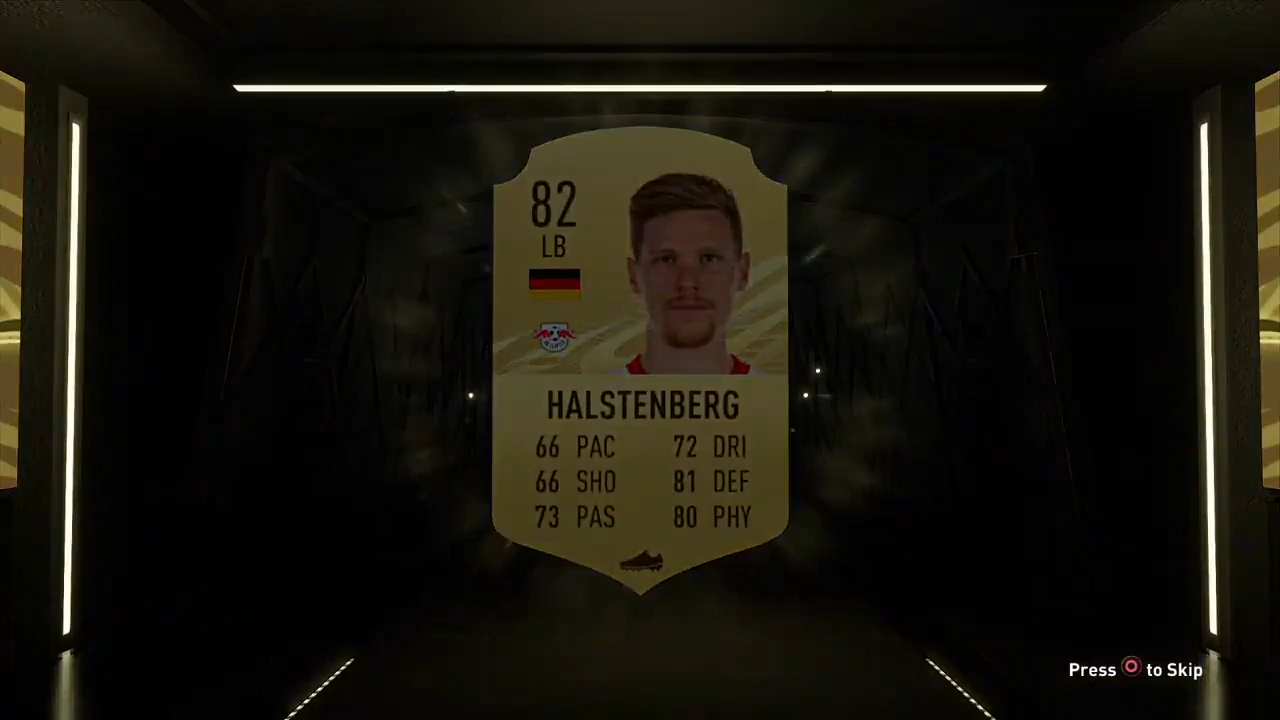 82
LB
HALSTENBERG
66 PAC 72 DRI
66 SHO 81 DEF
73 PAS 80 PHY
Press to Skip